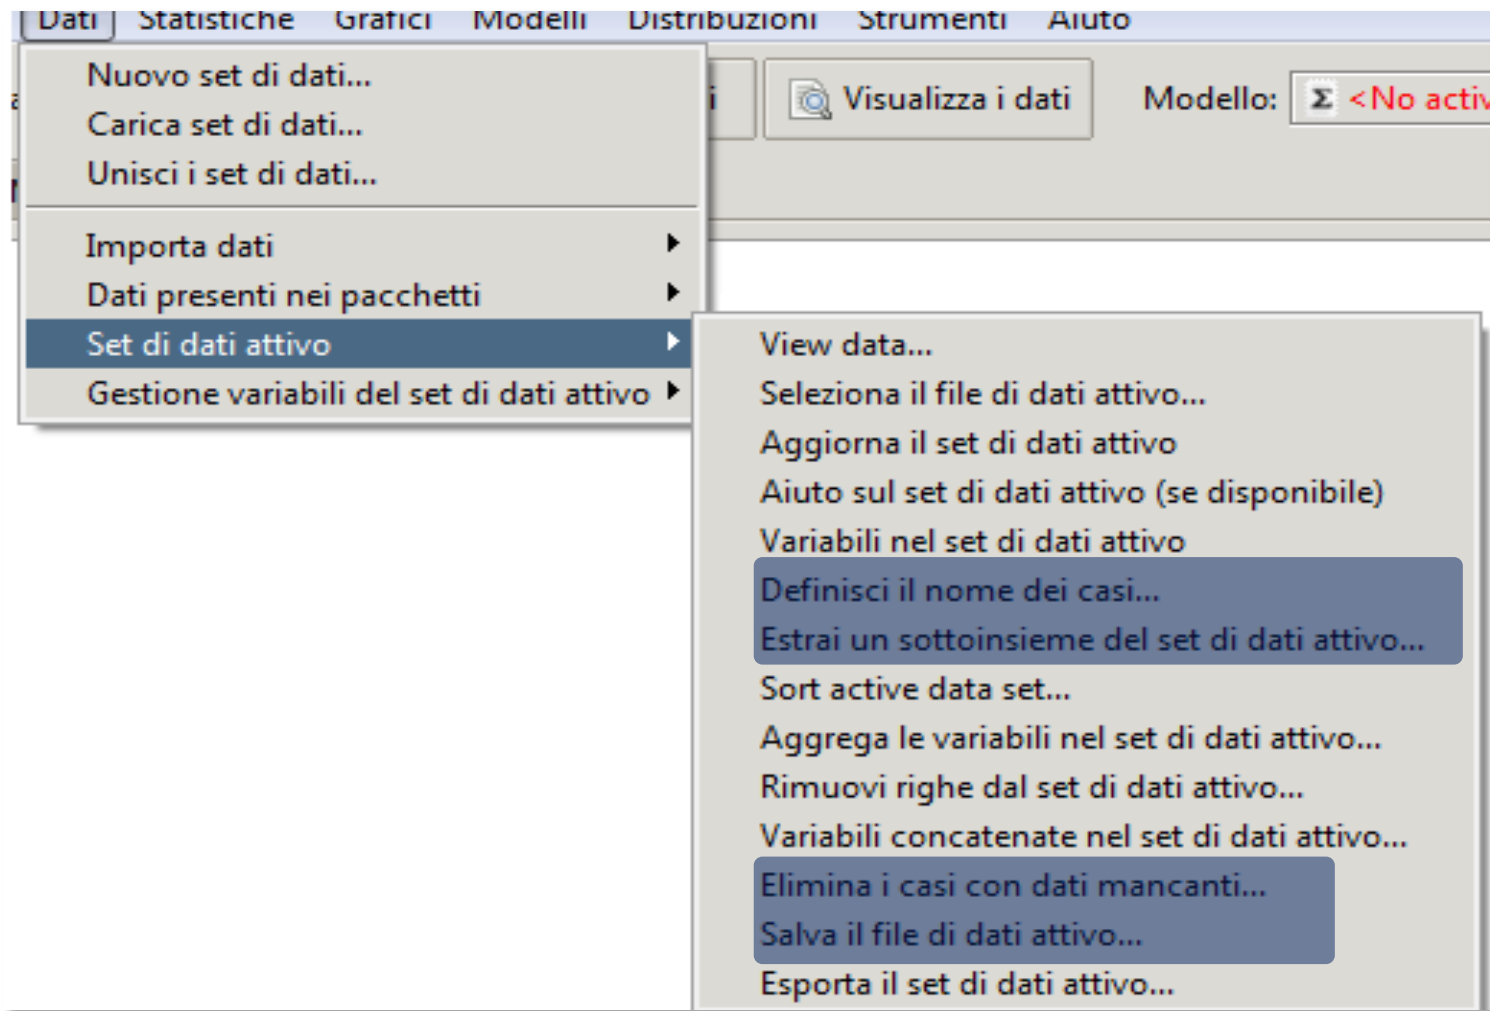 Dati Statistiche Grafici Modelli Distribuzioni Strumenti Aiuto
Nuovo set di dati...
Carica set di dati...
Unisci i set di dati...
Visualizza i dati Modello: Σ <No activ
Importa dati
Dati presenti nei pacchetti
Set di dati attivo
Gestione variabili del set di dati attivo
View data...
Seleziona il file di dati attivo...
Aggiorna il set di dati attivo
Aiuto sul set di dati attivo (se disponibile)
Variabili nel set di dati attivo
Definisci il nome dei casi...
Estrai un sottoinsieme del set di dati attivo...
Sort active data set...
Aggrega le variabili nel set di dati attivo...
Rimuovi righe dal set di dati attivo...
Variabili concatenate nel set di dati attivo...
Elimina i casi con dati mancanti...
Salva il file di dati attivo...
Esporta il set di dati attivo...